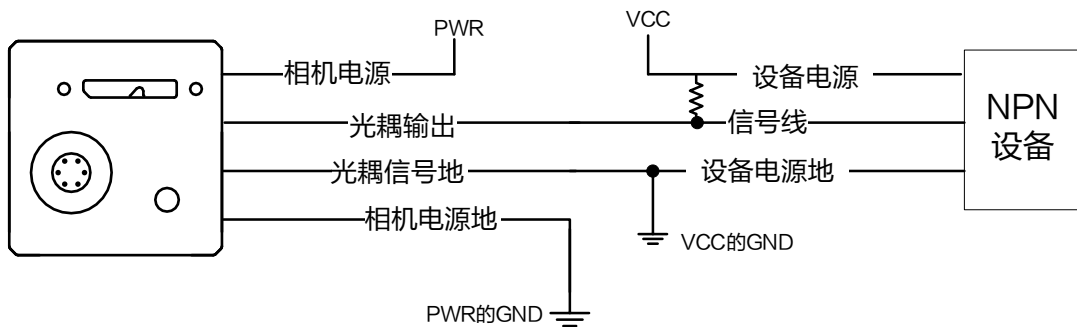 PWR
VCC
相机电源
设备电源
光耦输出
信号线
NPN
设备
光耦信号地
设备电源地
相机电源地
VCC的GND
PWR的GND